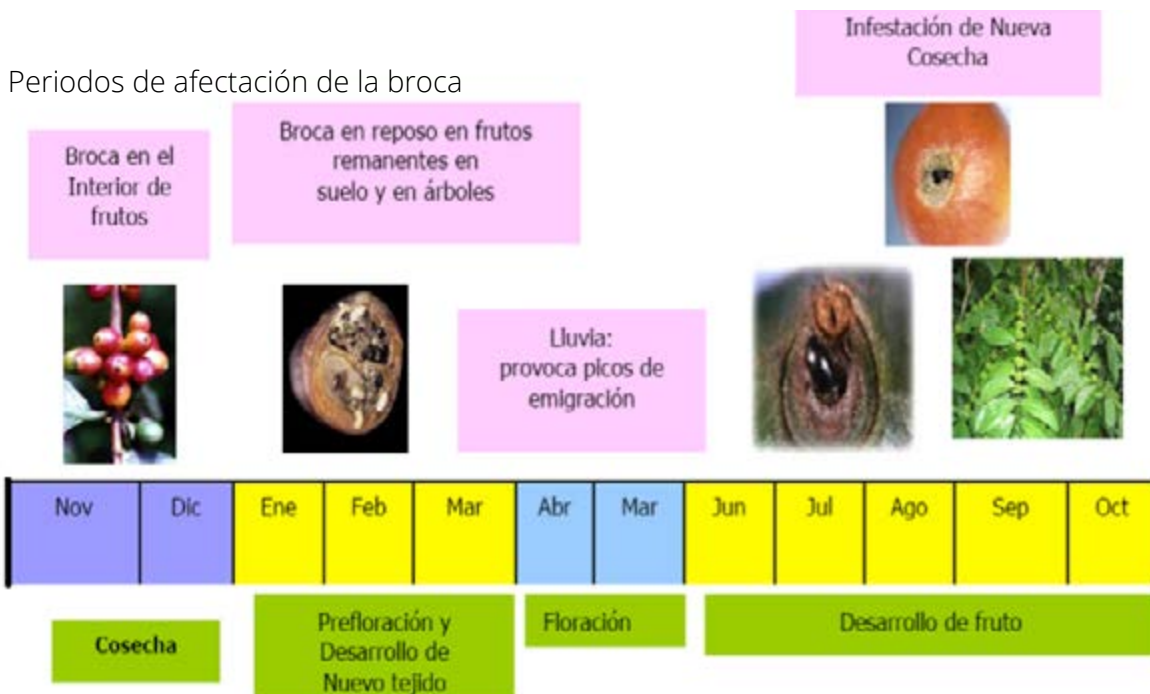 Infestación de Nueva
Cosecha
Periodos de afectación de la broca
Broca en el
Interior de
frutos
Broca en reposo en frutos
remanentes en
suelo y en árboles
Lluvia:
provoca picos de
emigración
Nov Dic Ene Feb Mar Abr Mar Jun Jul Ago Sep Oct
Cosecha
Prefloración y
Desarrollo de
Nuevo tejido
Floración
Desarrollo de fruto